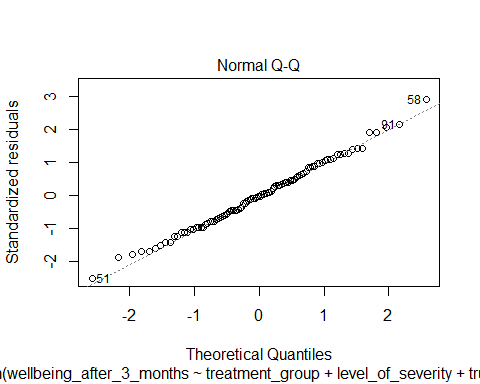 Normal Q-Q
Standardized residuals
3
2
1
0
-1
-2
58
91
51
-2 -1 0 1 2
Theoretical Quantiles
(wellbeing_after_3_months ~ treatment_group + level_of_severity +